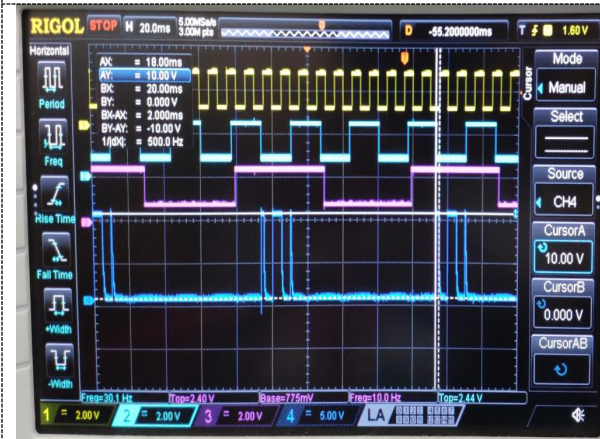 RIGOL STOP H 20.0ms 5.00MSa/s 3.00M pts D -55.2000000ms T 1.60 V
Horizontal
Period
Freq
Rise Time
Fall Time
+Width
-Width
AX: = 18.00ms
AY: = 10.00 V
BX: = 20.00ms
BY: = 0.000 V
BX-AX: = 2.000ms
BY-AY: = -10.00 V
1/|dX|: = 500.0 Hz
Cursor
Mode
Manual
Select
Source
CH4
CursorA
10.00 V
CursorB
0.000 V
CursorAB
Freq=30.1 Hz Top=2.40 V Base=775mV Freq=10.0 Hz Top=2.44 V
1 = 2.00 V 2 = 2.00 V 3 = 2.00 V 4 = 5.00 V LA